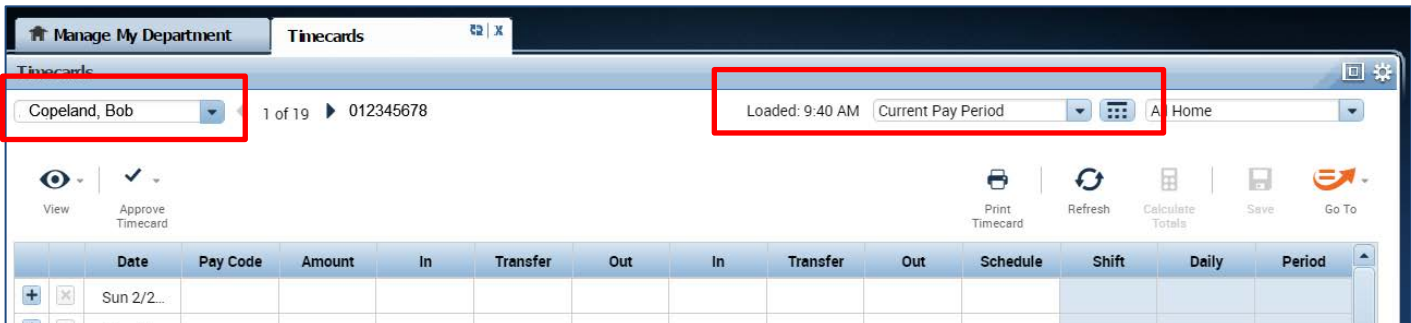 Manage My Department
Timecards
X
Timecards
Copeland, Bob
1 of 19
012345678
Loaded: 9:40 AM
Current Pay Period
All Home
View
Approve Timecard
Print Timecard
Refresh
Calculate Totals
Save
Go To
Date Pay Code Amount In Transfer Out In Transfer Out Schedule Shift Daily Period
Sun 2/2...